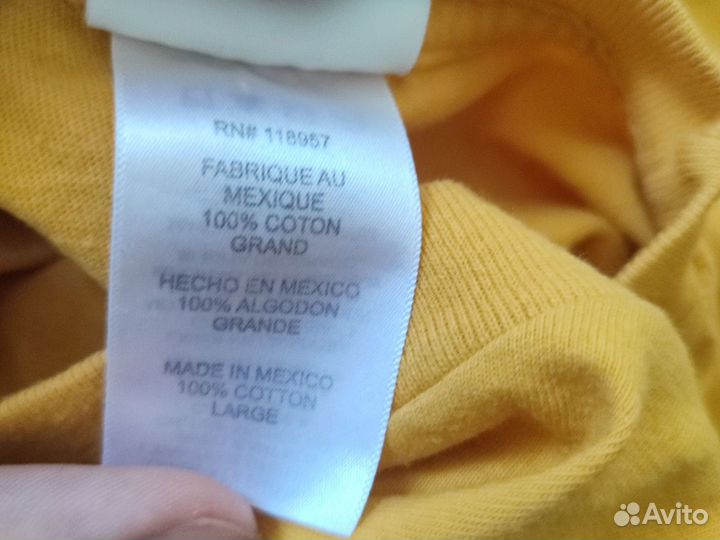 RN# 118957
FABRIQUE AU
MEXIQUE
100% COTON
GRAND
HECHO EN MEXICO
100% ALGODON
GRANDE
MADE IN MEXICO
100% COTTON
LARGE
Avito